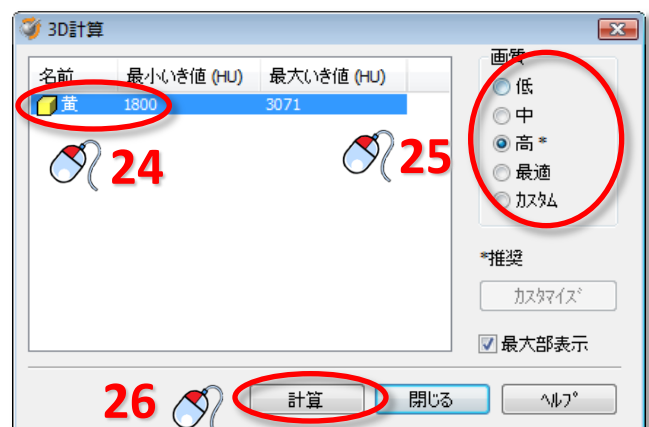 3D計算
名前 最小いき値 (HU) 最大いき値 (HU)
黄 1800 3071
24
25
26
画質
低
中
高 *
最適
ｶｽﾀﾑ
*推奨
ｶｽﾀﾏｲｽﾞ
最大部表示
計算
閉じる
ﾍﾙﾌﾟ